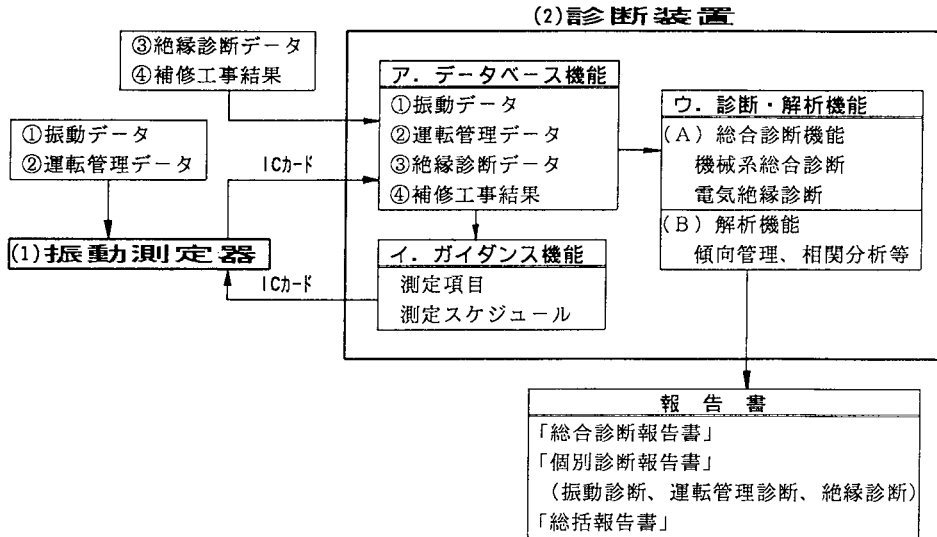 (2)診断装置
③絶縁診断データ
④補修工事結果
①振動データ
②運転管理データ
ICカード
(1)振動測定器
ICカード
ア．データベース機能
①振動データ
②運転管理データ
③絶縁診断データ
④補修工事結果
イ．ガイダンス機能
測定項目
測定スケジュール
ウ．診断・解析機能
(A)総合診断機能
機械系総合診断
電気絶縁診断
(B)解析機能
傾向管理、相関分析等
報　告　書
「総合診断報告書」
「個別診断報告書」
(振動診断、運転管理診断、絶縁診断)
「総括報告書」